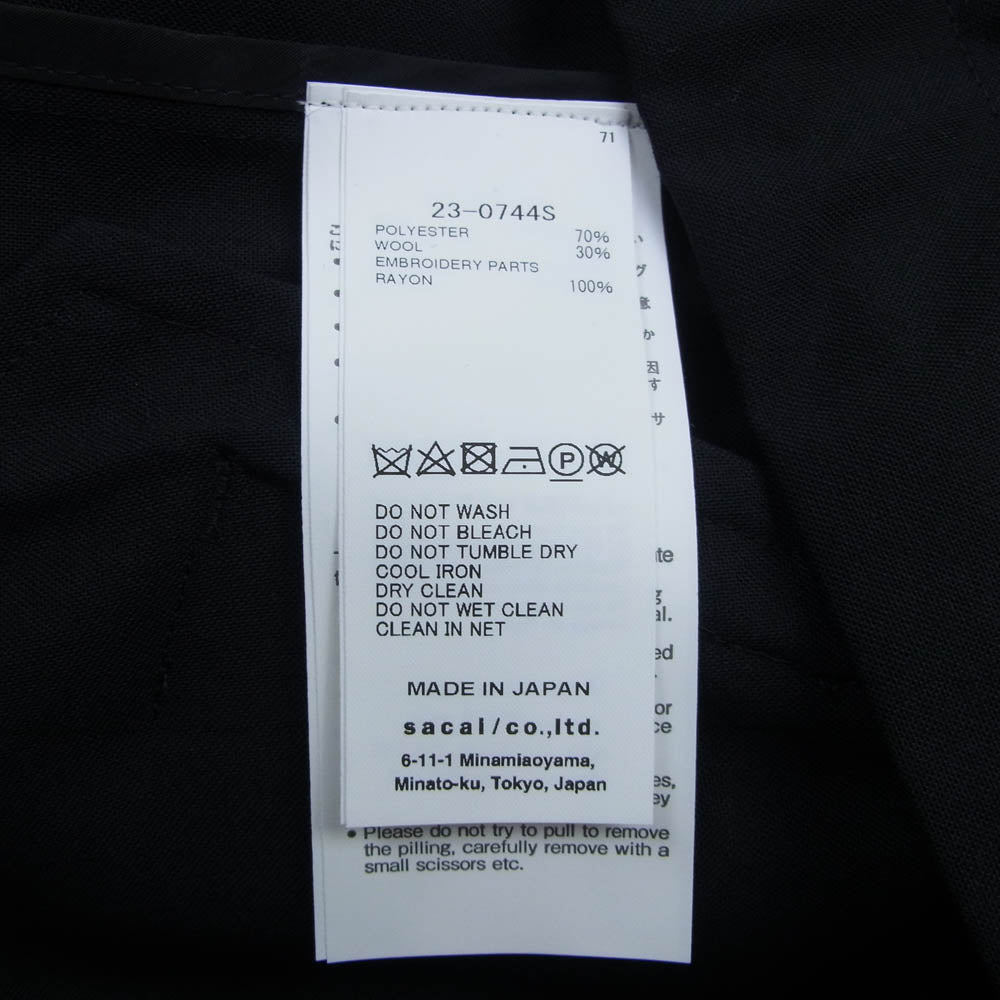 71
23-0744S
POLYESTER 70%
WOOL 30%
EMBROIDERY PARTS
RAYON 100%
P
W
DO NOT WASH
DO NOT BLEACH
DO NOT TUMBLE DRY
COOL IRON
DRY CLEAN
DO NOT WET CLEAN
CLEAN IN NET
MADE IN JAPAN
sacai/co.,ltd.
6-11-1 Minamiaoyama,
Minato-ku, Tokyo, Japan
• Please do not try to pull to remove
the pilling, carefully remove with a
small scissors etc.